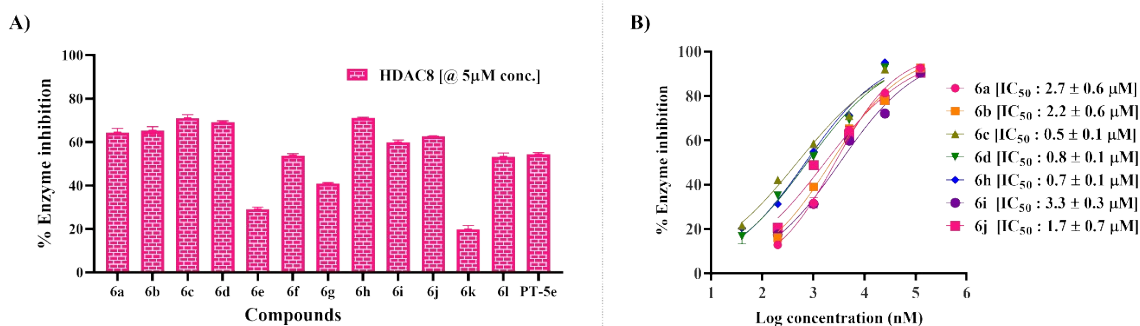 A)
% Enzyme inhibition
100
80
60
40
20
0
HDAC8 [@ 5μM conc.]
6a 6b 6c 6d 6e 6f 6g 6h 6i 6j 6k 6l PT-5e
Compounds
B)
% Enzyme inhibition
100
80
60
40
20
0
1 2 3 4 5 6
Log concentration (nM)
6a [IC50 : 2.7 ± 0.6 μM]
6b [IC50 : 2.2 ± 0.6 μM]
6c [IC50 : 0.5 ± 0.1 μM]
6d [IC50 : 0.8 ± 0.1 μM]
6h [IC50 : 0.7 ± 0.1 μM]
6i [IC50 : 3.3 ± 0.3 μM]
6j [IC50 : 1.7 ± 0.7 μM]